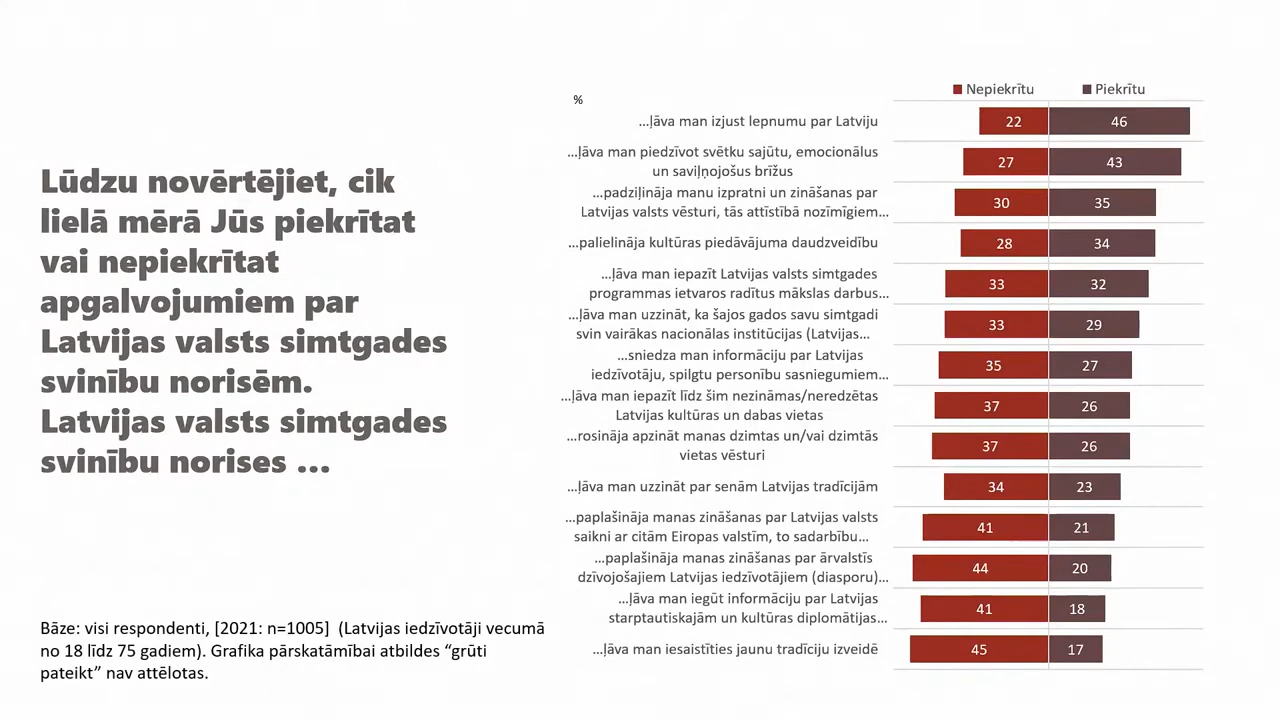 Lūdzu novērtējiet, cik
lielā mērā Jūs piekrītat
vai nepiekrītat
apgalvojumiem par
Latvijas valsts simtgades
svinību norisēm.
Latvijas valsts simtgades
svinību norises ...
Bāze: visi respondenti, [2021: n=1005] (Latvijas iedzīvotāji vecumā
no 18 līdz 75 gadiem). Grafika pārskatāmībai atbildes “grūti
pateikt” nav attēlotas.
%
Nepiekrītu Piekrītu
...ļāva man izjust lepnumu par Latviju 22 46
...ļāva man piedzīvot svētku sajūtu, emocionālus
un saviļņojošus brīžus 27 43
...padziļināja manu izpratni un zināšanas par
Latvijas valsts vēsturi, tās attīstībā nozīmīgiem... 30 35
...palielināja kultūras piedāvājuma daudzveidību 28 34
...ļāva man iepazīt Latvijas valsts simtgades
programmas ietvaros radītus mākslas darbus... 33 32
...ļāva man uzzināt, ka šajos gados savu simtgadi
svin vairākas nacionālas institūcijas (Latvijas... 33 29
...sniedza man informāciju par Latvijas
iedzīvotāju, spilgtu personību sasniegumiem... 35 27
...ļāva man iepazīt līdz šim nezināmas/neredzētas
Latvijas kultūras un dabas vietas 37 26
...rosināja apzināt manas dzimtas un/vai dzimtās
vietas vēsturi 37 26
...ļāva man uzzināt par senām Latvijas tradīcijām 34 23
...paplašināja manas zināšanas par Latvijas valsts
saikni ar citām Eiropas valstīm, to sadarbību... 41 21
...paplašināja manas zināšanas par ārvalstīs
dzīvojošajiem Latvijas iedzīvotājiem (diasporu)... 44 20
...ļāva man iegūt informāciju par Latvijas
starptautiskajām un kultūras diplomātijas... 41 18
...ļāva man iesaistīties jaunu tradīciju izveidē 45 17